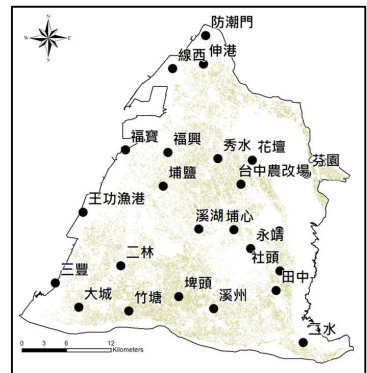 N
W
E
S
防潮門
線西
伸港
福寶
福興
秀水
花壇
芬園
台中農改場
埔鹽
王功漁港
溪湖
埔心
永靖
社頭
二林
田中
三豐
大城
竹塘
埤頭
溪州
二水
0 3 6 12
Kilometers